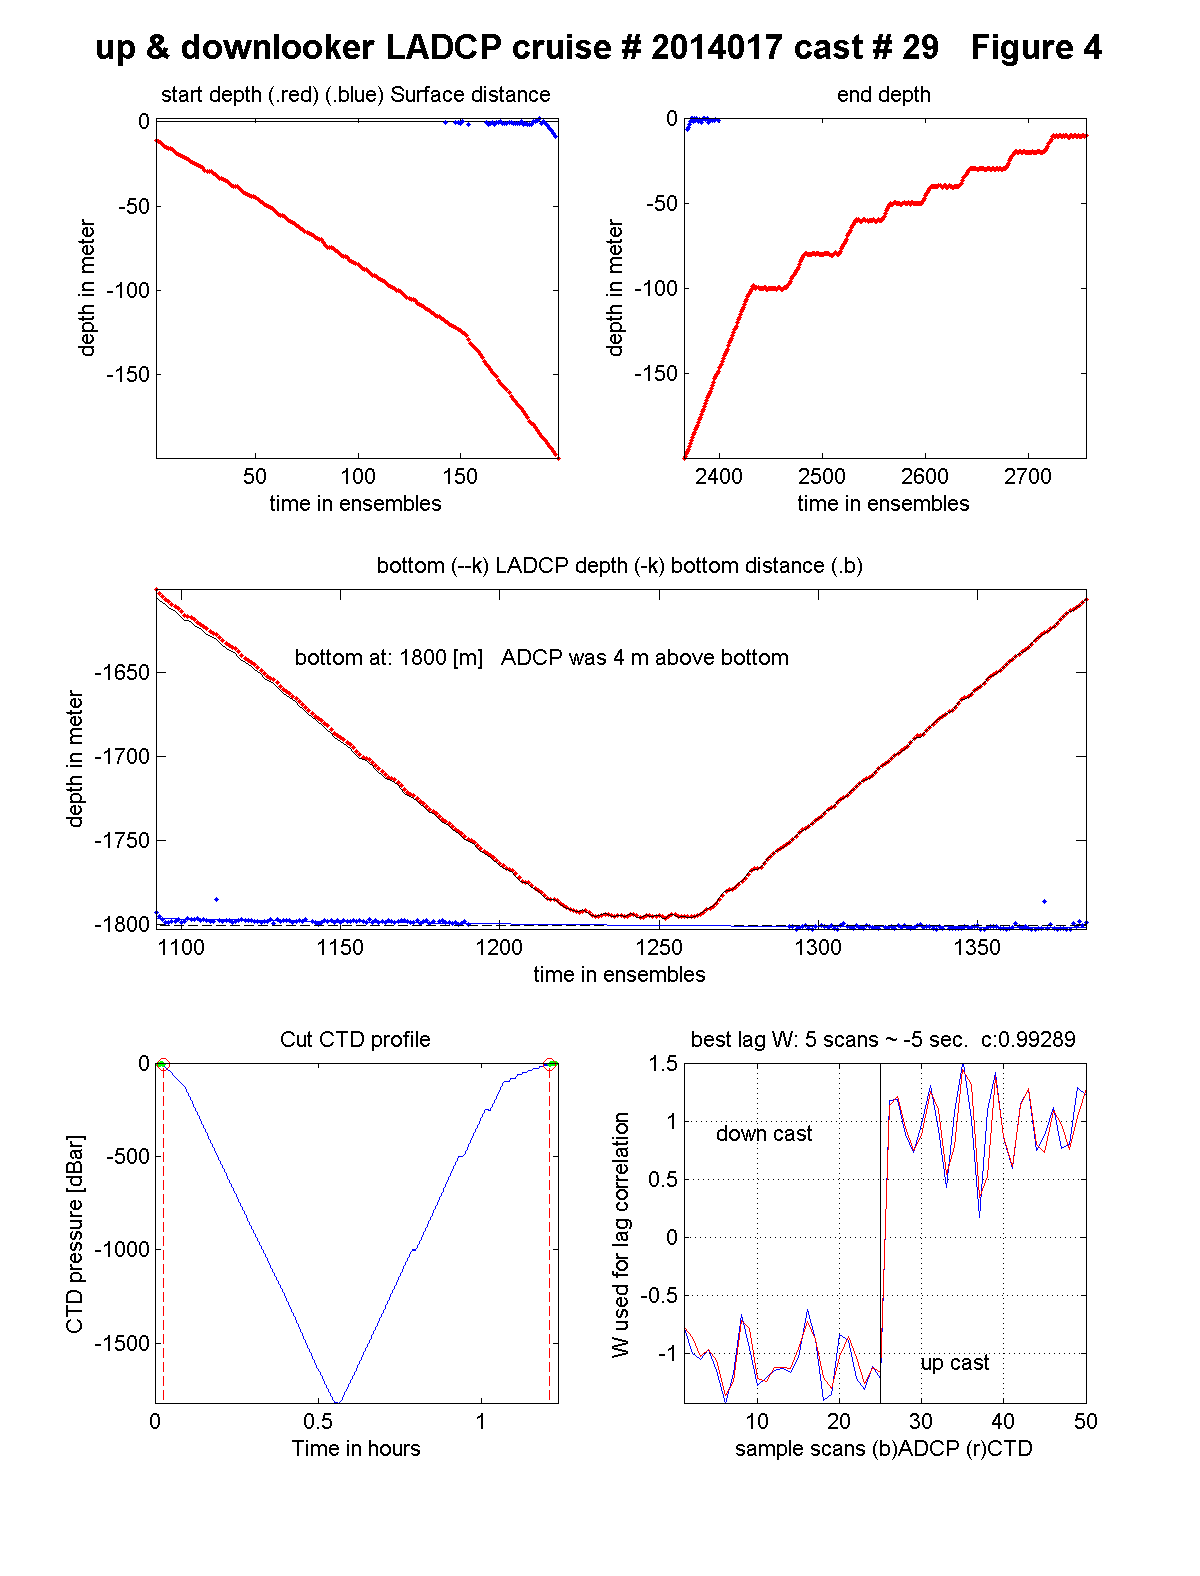 up & downlooker LADCP cruise # 2014017 cast # 29   Figure 4
start depth (.red) (.blue) Surface distance
0
-50
-100
-150
depth in meter
50 100 150
time in ensembles
end depth
0
-50
-100
-150
depth in meter
2400 2500 2600 2700
time in ensembles
bottom (--k) LADCP depth (-k) bottom distance (.b)
bottom at: 1800 [m]   ADCP was 4 m above bottom
-1650
-1700
-1750
-1800
depth in meter
1100 1150 1200 1250 1300 1350
time in ensembles
Cut CTD profile
0
-500
-1000
-1500
CTD pressure [dBar]
0 0.5 1
Time in hours
best lag W: 5 scans ~ -5 sec.  c:0.99289
1.5
1
0.5
0
-0.5
-1
W used for lag correlation
down cast
up cast
10 20 30 40 50
sample scans (b)ADCP (r)CTD